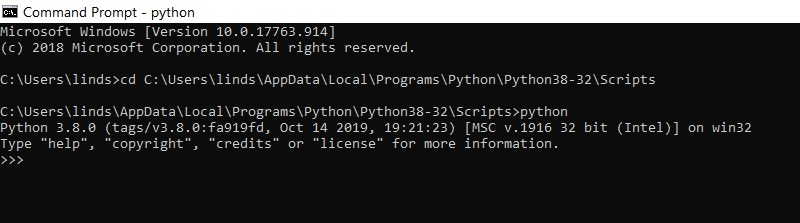 Command Prompt - python
Microsoft Windows [Version 10.0.17763.914]
(c) 2018 Microsoft Corporation. All rights reserved.
C:\Users\linds>cd C:\Users\linds\AppData\Local\Programs\Python\Python38-32\Scripts
C:\Users\linds\AppData\Local\Programs\Python\Python38-32\Scripts>python
Python 3.8.0 (tags/v3.8.0:fa919fd, Oct 14 2019, 19:21:23) [MSC v.1916 32 bit (Intel)] on win32
Type "help", "copyright", "credits" or "license" for more information.
>>>